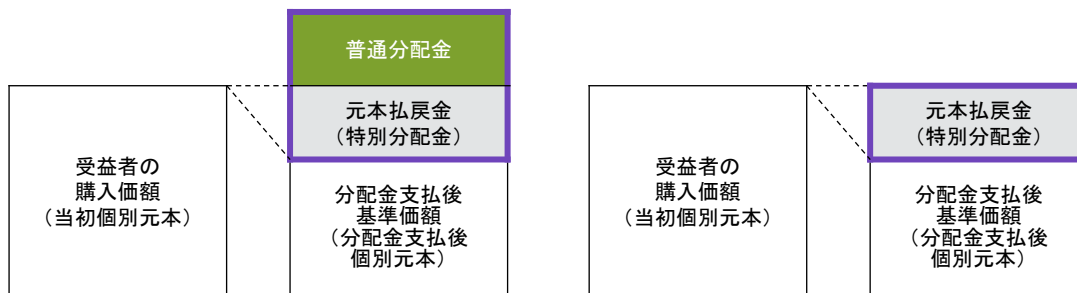 普通分配金
元本払戻金
（特別分配金）
受益者の
購入価額
（当初個別元本）
分配金支払後
基準価額
（分配金支払後
個別元本）
元本払戻金
（特別分配金）
受益者の
購入価額
（当初個別元本）
分配金支払後
基準価額
（分配金支払後
個別元本）